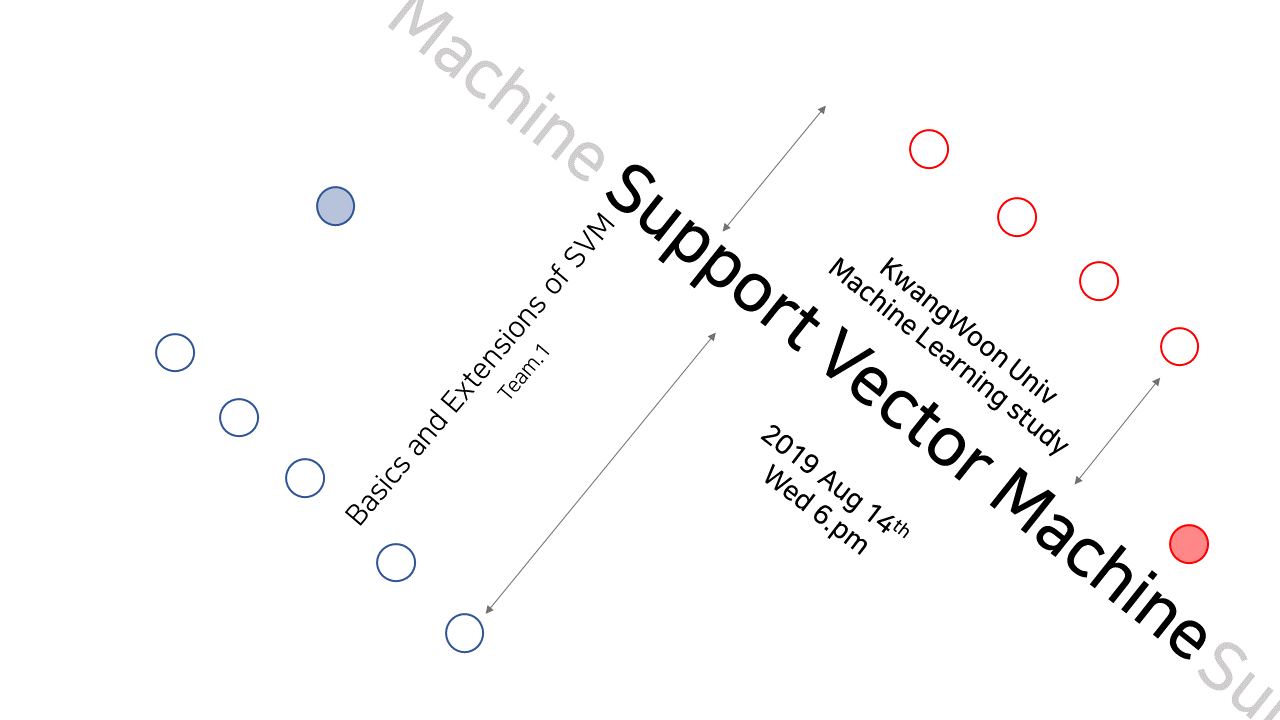 Machine
Support Vector Machine
Basics and Extensions of SVM
Team.1
KwangWoon Univ
Machine Learning study
2019 Aug 14th
Wed 6.pm